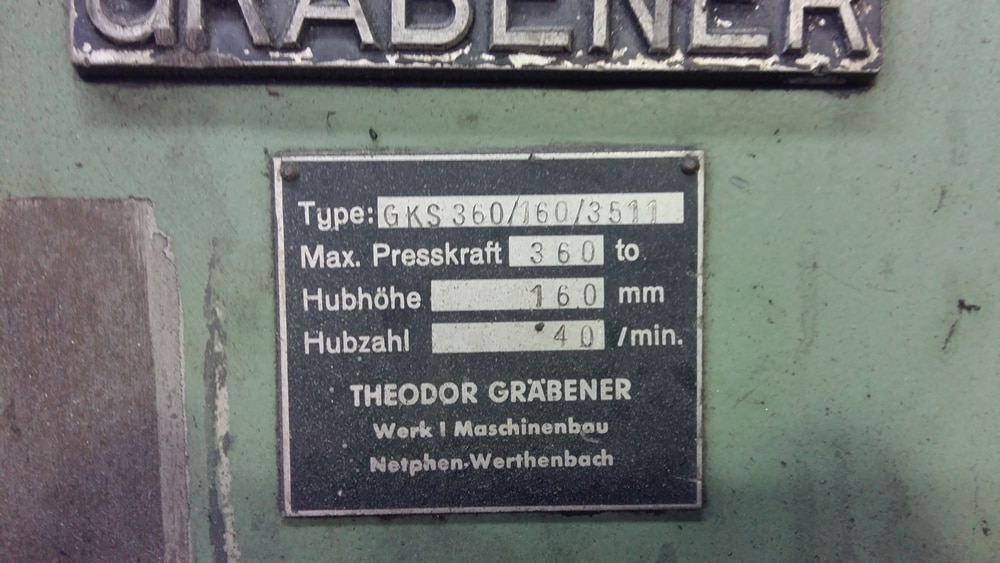 GRÄBENER
Type: GKS 360/160/3511
Max. Presskraft 360 to
Hubhöhe 160 mm
Hubzahl 40 /min.
THEODOR GRÄBENER
Werk I Maschinenbau
Netphen-Werthenbach